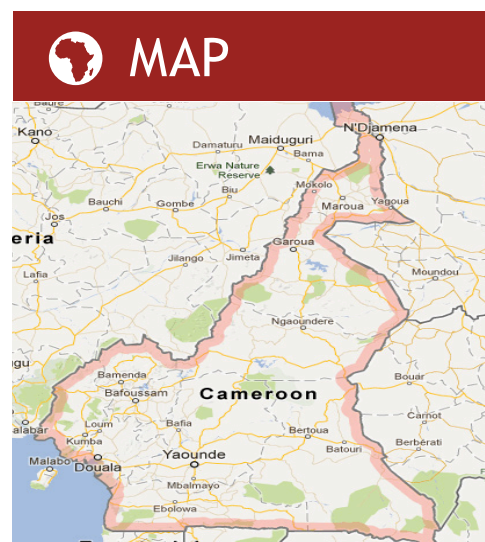 MAP
Kano
N'Djamena
Damaturu
Maiduguri
Bama
Erwa Nature
Reserve
Biu
Mokolo
Bauchi
Gombe
Maroua
Yagoua
Jos
eria
Garoua
Jilango
Jimeta
Lafia
Moundou
Ngaoundere
Bamenda
Bafoussam
Cameroon
Bouar
Loum
Bafia
Carnot
alabar
Kumba
Bertoua
Berbérati
Malabo
Douala
Yaounde
Batouri
Mbalmayo
Ebolowa